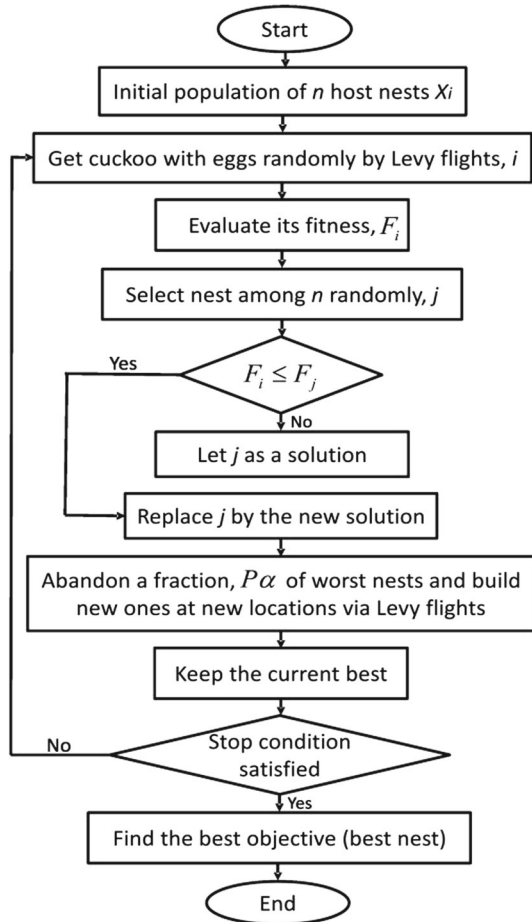 Start
Initial population of n host nests Xi
Get cuckoo with eggs randomly by Levy flights, i
Evaluate its fitness, F_i
Select nest among n randomly, j
Yes
F_i ≤ F_j
No
Let j as a solution
Replace j by the new solution
Abandon a fraction, Pα of worst nests and build
new ones at new locations via Levy flights
Keep the current best
No
Stop condition
satisfied
Yes
Find the best objective (best nest)
End